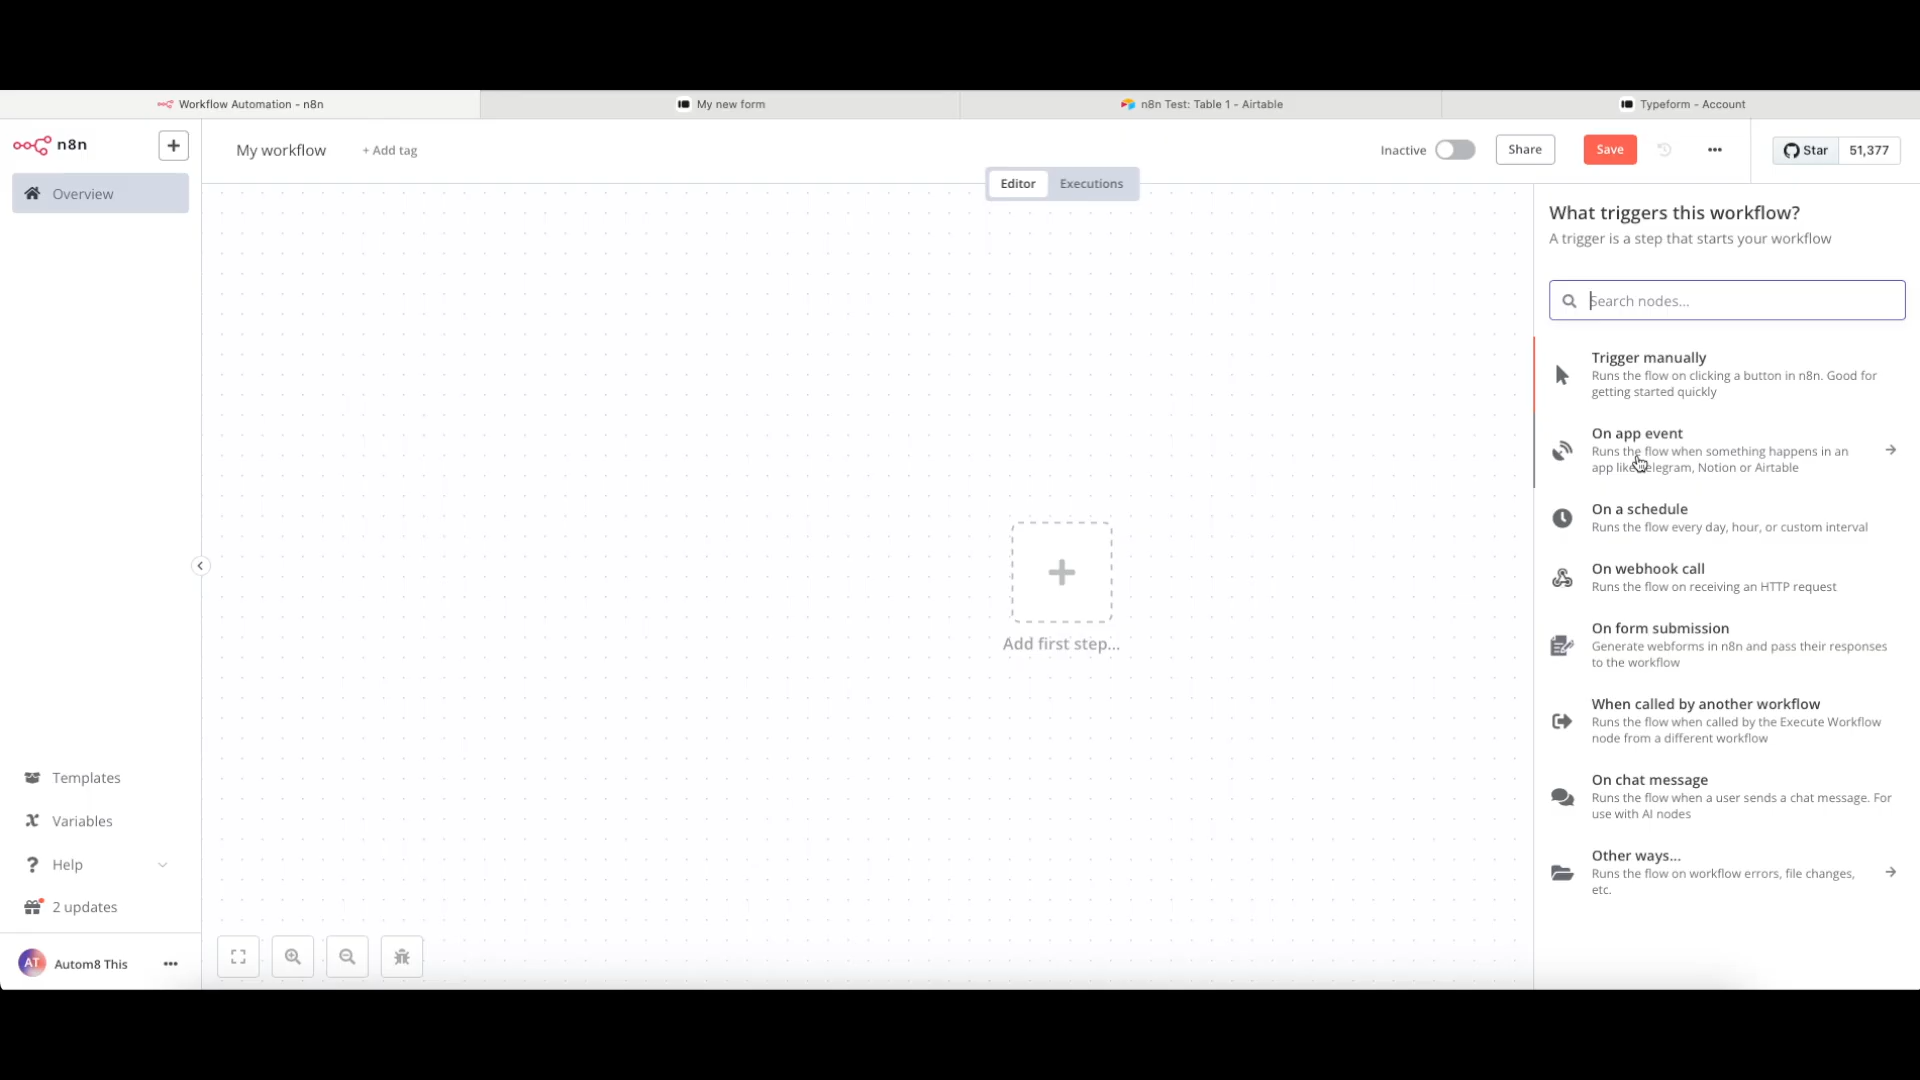 Workflow Automation - n8n
My new form
n8n Test: Table 1 - Airtable
Typeform - Account
n8n
My workflow
+ Add tag
Inactive
Share
Save
Star
51,377
Overview
Editor
Executions
What triggers this workflow?
A trigger is a step that starts your workflow
Search nodes...
Trigger manually
Runs the flow on clicking a button in n8n. Good for
getting started quickly
On app event
Runs the flow when something happens in an
app like Telegram, Notion or Airtable
On a schedule
Runs the flow every day, hour, or custom interval
On webhook call
Runs the flow on receiving an HTTP request
On form submission
Generate webforms in n8n and pass their responses
to the workflow
When called by another workflow
Runs the flow when called by the Execute Workflow
node from a different workflow
On chat message
Runs the flow when a user sends a chat message. For
use with AI nodes
Other ways...
Runs the flow on workflow errors, file changes,
etc.
Add first step...
Templates
Variables
Help
2 updates
AT
Autom8 This